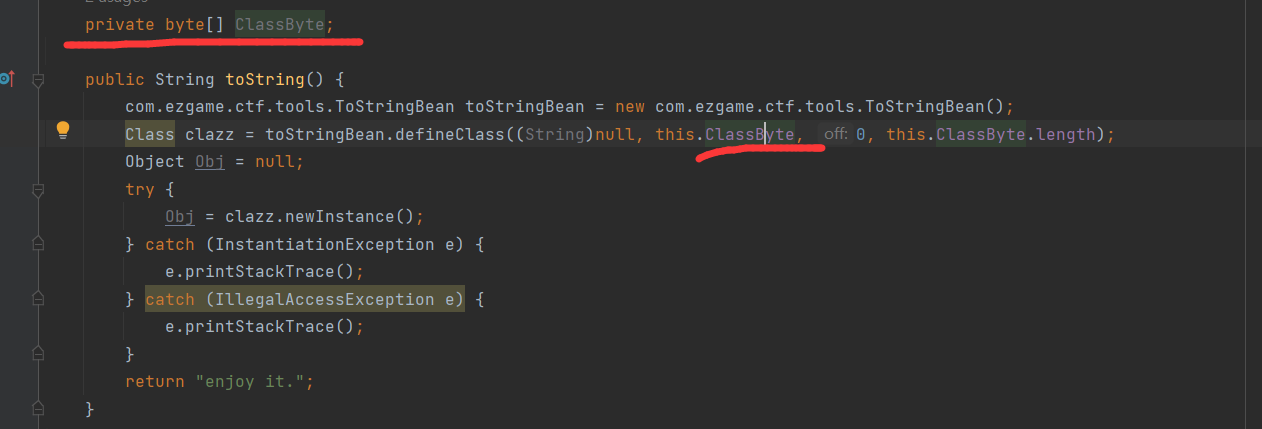 2 usages
private byte[] ClassByte;
public String toString() {
com.ezgame.ctf.tools.ToStringBean toStringBean = new com.ezgame.ctf.tools.ToStringBean();
Class clazz = toStringBean.defineClass((String)null, this.ClassByte, off: 0, this.ClassByte.length);
Object Obj = null;
try {
Obj = clazz.newInstance();
} catch (InstantiationException e) {
e.printStackTrace();
} catch (IllegalAccessException e) {
e.printStackTrace();
}
return "enjoy it.";
}